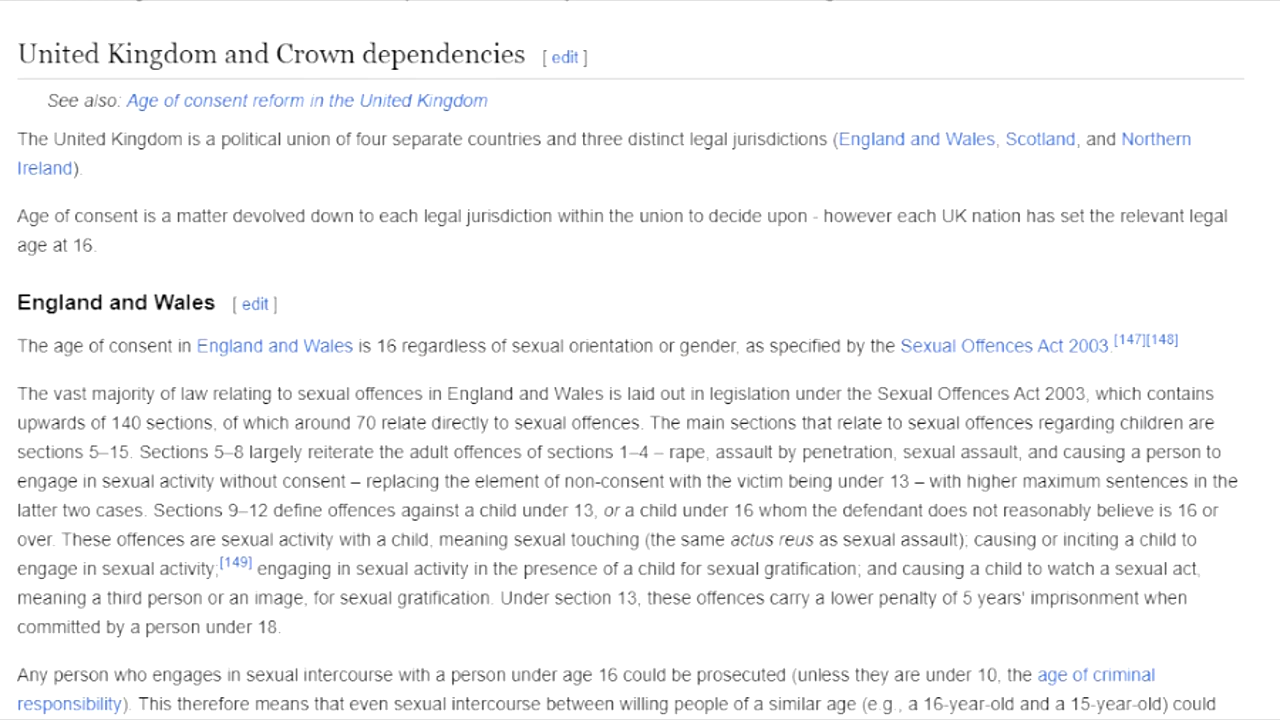 United Kingdom and Crown dependencies [ edit ]
See also: Age of consent reform in the United Kingdom
The United Kingdom is a political union of four separate countries and three distinct legal jurisdictions (England and Wales, Scotland, and Northern
Ireland).
Age of consent is a matter devolved down to each legal jurisdiction within the union to decide upon - however each UK nation has set the relevant legal
age at 16.
England and Wales [ edit ]
The age of consent in England and Wales is 16 regardless of sexual orientation or gender, as specified by the Sexual Offences Act 2003.[147][148]
The vast majority of law relating to sexual offences in England and Wales is laid out in legislation under the Sexual Offences Act 2003, which contains
upwards of 140 sections, of which around 70 relate directly to sexual offences. The main sections that relate to sexual offences regarding children are
sections 5–15. Sections 5–8 largely reiterate the adult offences of sections 1–4 – rape, assault by penetration, sexual assault, and causing a person to
engage in sexual activity without consent – replacing the element of non-consent with the victim being under 13 – with higher maximum sentences in the
latter two cases. Sections 9–12 define offences against a child under 13, or a child under 16 whom the defendant does not reasonably believe is 16 or
over. These offences are sexual activity with a child, meaning sexual touching (the same actus reus as sexual assault); causing or inciting a child to
engage in sexual activity;[149] engaging in sexual activity in the presence of a child for sexual gratification; and causing a child to watch a sexual act,
meaning a third person or an image, for sexual gratification. Under section 13, these offences carry a lower penalty of 5 years' imprisonment when
committed by a person under 18.
Any person who engages in sexual intercourse with a person under age 16 could be prosecuted (unless they are under 10, the age of criminal
responsibility). This therefore means that even sexual intercourse between willing people of a similar age (e.g., a 16-year-old and a 15-year-old) could